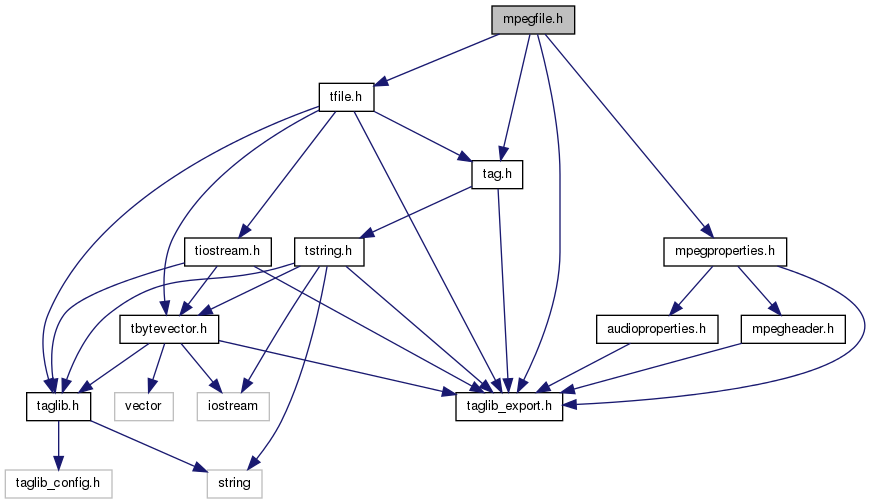 mpegfile.h
tfile.h
tag.h
tiostream.h
tstring.h
mpegproperties.h
tbytevector.h
audioproperties.h
mpegheader.h
taglib.h
vector
iostream
taglib_export.h
taglib_config.h
string